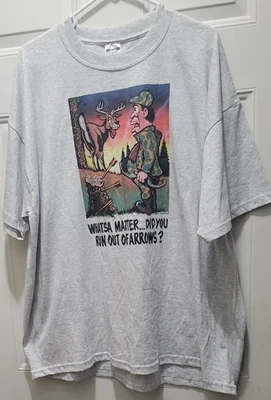 WHATSA MATTER...DID YOU
RUN OUT OF ARROWS?